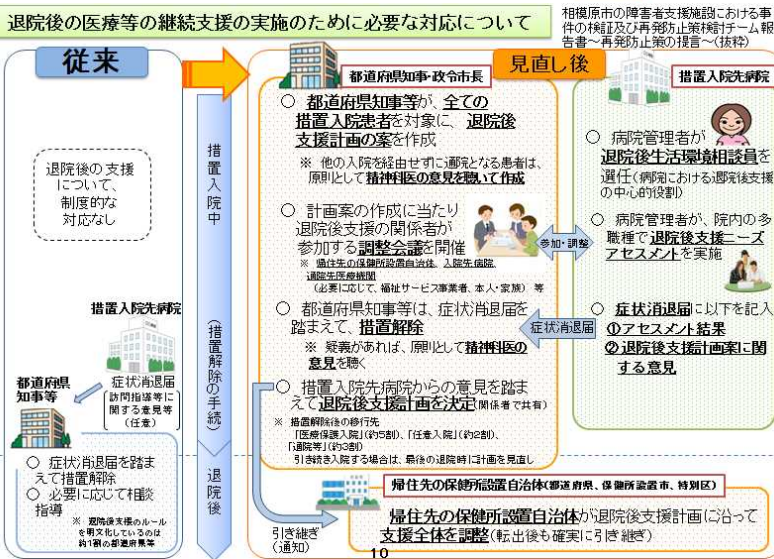 退院後の医療等の継続支援の実施のために必要な対応について
相模原市の障害者支援施設における事
件の検証及び再発防止策検討チーム報
告書～再発防止策の提言～(抜粋)
従来
退院後の支援
について、
制度的な
対応なし
措置入院先病院
都道府県
知事等
症状消退届
訪問指導等に
関する意見等
(任意)
○ 症状消退届を踏ま
えて措置解除
○ 必要に応じて相談
指導
※ 退院後支援のルール
を明文化しているのは
約1割の都道府県等
措置入院中
(措置解除の手続)
退院後
見直し後
都道府県知事・政令市長
○ 都道府県知事等が、全ての
措置入院患者を対象に、退院後
支援計画の案を作成
※ 他の入院を経由せずに通院となる患者は、
原則として精神科医の意見を聴いて作成
○ 計画案の作成に当たり
退院後支援の関係者が
参加する調整会議を開催
※ 帰住先の保健所設置自治体、入院先病院、
通院先医療機関
(必要に応じて、福祉サービス事業者、本人・家族) 等
○ 都道府県知事等は、症状消退届を
踏まえて、措置解除
※ 疑義があれば、原則として精神科医の
意見を聴く
○ 措置入院先病院からの意見を踏ま
えて退院後支援計画を決定(関係者で共有)
※ 措置解除後の移行先
「医療保護入院」(約5割)、「任意入院」(約2割)、
「通院等」(約3割)
引き続き入院する場合は、最後の退院時に計画を見直し
参加・調整
症状消退届
措置入院先病院
○ 病院管理者が
退院後生活環境相談員を
選任(病院における退院後支援
の中心的役割)
○ 病院管理者が、院内の多
職種で退院後支援ニーズ
アセスメントを実施
○ 症状消退届に以下を記入
①アセスメント結果
②退院後支援計画案に関
する意見
引き継ぎ
(通知)
帰住先の保健所設置自治体(都道府県、保健所設置市、特別区)
帰住先の保健所設置自治体が退院後支援計画に沿って
支援全体を調整(転出後も確実に引き継ぎ)
10